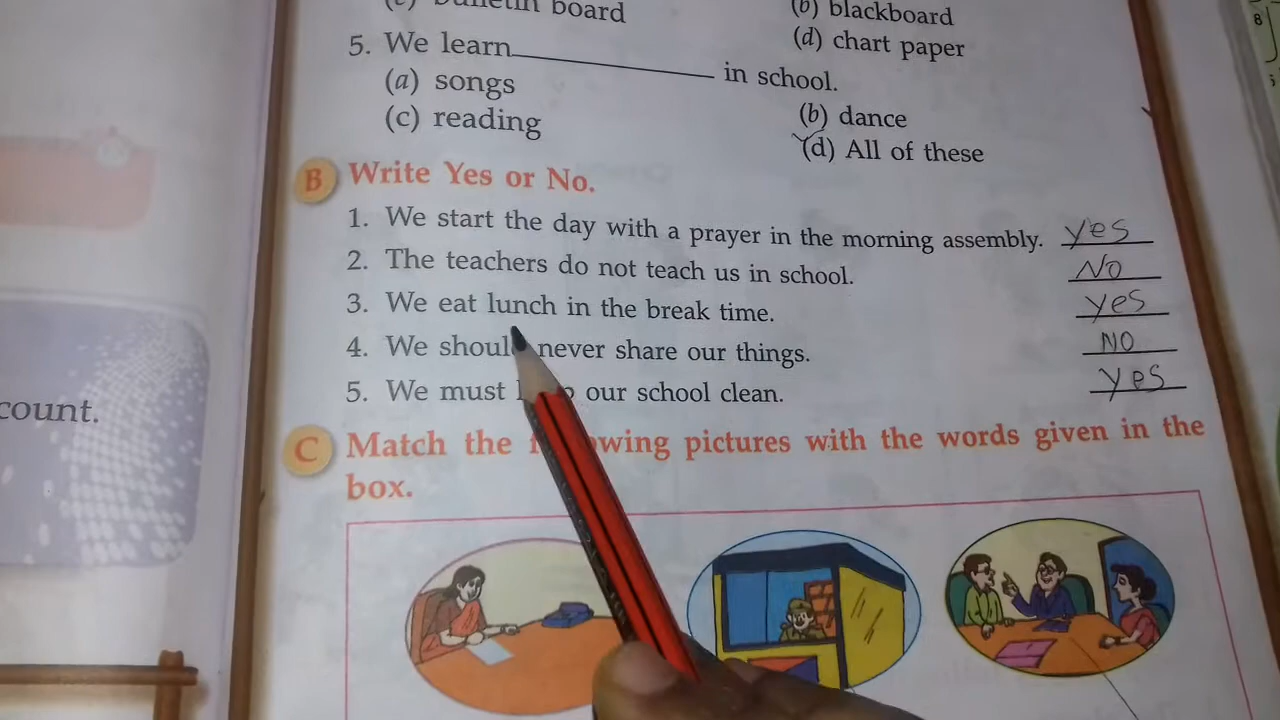 board
(b) blackboard
5. We learn ____________ in school.
(d) chart paper
(a) songs
(b) dance
(c) reading
(d) All of these
B Write Yes or No.
1. We start the day with a prayer in the morning assembly. Yes
2. The teachers do not teach us in school. No
3. We eat lunch in the break time. yes
4. We should never share our things. NO
5. We must our school clean. Yes
count.
C Match the following pictures with the words given in the
box.